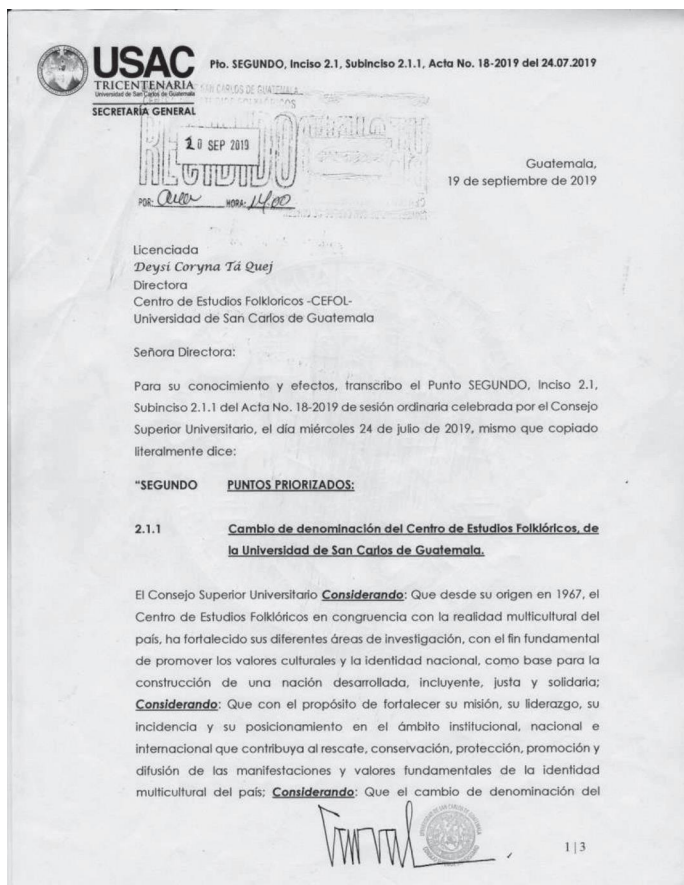 USAC
TRICENTENARIA
Universidad de San Carlos de Guatemala
SECRETARÍA GENERAL
Pto. SEGUNDO, Inciso 2.1, Subinciso 2.1.1, Acta No. 18-2019 del 24.07.2019
SAN CARLOS DE GUATEMALA
RECIBIDO
20 SEP 2019
POR: HORA: 14:00
Guatemala,
19 de septiembre de 2019
Licenciada
Deysi Coryna Tá Quej
Directora
Centro de Estudios Folkloricos -CEFOL-
Universidad de San Carlos de Guatemala
Señora Directora:
Para su conocimiento y efectos, transcribo el Punto SEGUNDO, Inciso 2.1,
Subinciso 2.1.1 del Acta No. 18-2019 de sesión ordinaria celebrada por el Consejo
Superior Universitario, el día miércoles 24 de julio de 2019, mismo que copiado
literalmente dice:
"SEGUNDO PUNTOS PRIORIZADOS:
2.1.1 Cambio de denominación del Centro de Estudios Folklóricos, de
la Universidad de San Carlos de Guatemala.
El Consejo Superior Universitario Considerando: Que desde su origen en 1967, el
Centro de Estudios Folklóricos en congruencia con la realidad multicultural del
país, ha fortalecido sus diferentes áreas de investigación, con el fin fundamental
de promover los valores culturales y la identidad nacional, como base para la
construcción de una nación desarrollada, incluyente, justa y solidaria;
Considerando: Que con el propósito de fortalecer su misión, su liderazgo, su
incidencia y su posicionamiento en el ámbito institucional, nacional e
internacional que contribuya al rescate, conservación, protección, promoción y
difusión de las manifestaciones y valores fundamentales de la identidad
multicultural del país; Considerando: Que el cambio de denominación del
1|3